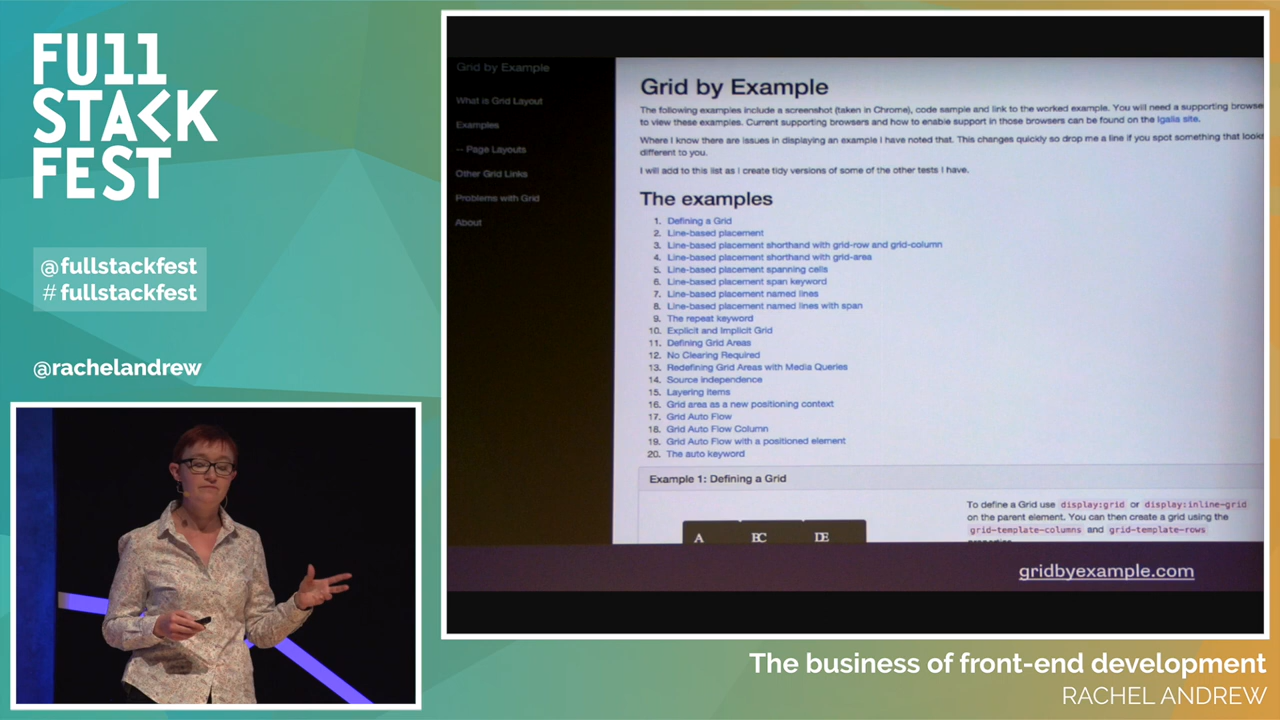 FU11
STACK
FEST
@fullstackfest
# fullstackfest
@rachelandrew
Grid by Example
What is Grid Layout
Examples
-- Page Layouts
Other Grid Links
Problems with Grid
About
Grid by Example
The following examples include a screenshot (taken in Chrome), code sample and link to the worked example. You will need a supporting browse
to view these examples. Current supporting browsers and how to enable support in those browsers can be found on the Igalia site.
Where I know there are issues in displaying an example I have noted that. This changes quickly so drop me a line if you spot something that look
different to you.
I will add to this list as I create tidy versions of some of the other tests I have.
The examples
1. Defining a Grid
2. Line-based placement
3. Line-based placement shorthand with grid-row and grid-column
4. Line-based placement shorthand with grid-area
5. Line-based placement spanning cells
6. Line-based placement span keyword
7. Line-based placement named lines
8. Line-based placement named lines with span
9. The repeat keyword
10. Explicit and Implicit Grid
11. Defining Grid Areas
12. No Clearing Required
13. Redefining Grid Areas with Media Queries
14. Source independence
15. Layering Items
16. Grid area as a new positioning context
17. Grid Auto Flow
18. Grid Auto Flow Column
19. Grid Auto Flow with a positioned element
20. The auto keyword
Example 1: Defining a Grid
A BC DE
To define a Grid use display:grid or display:inline-grid
on the parent element. You can then create a grid using the
grid-template-columns and grid-template-rows
gridbyexample.com
The business of front-end development
RACHEL ANDREW